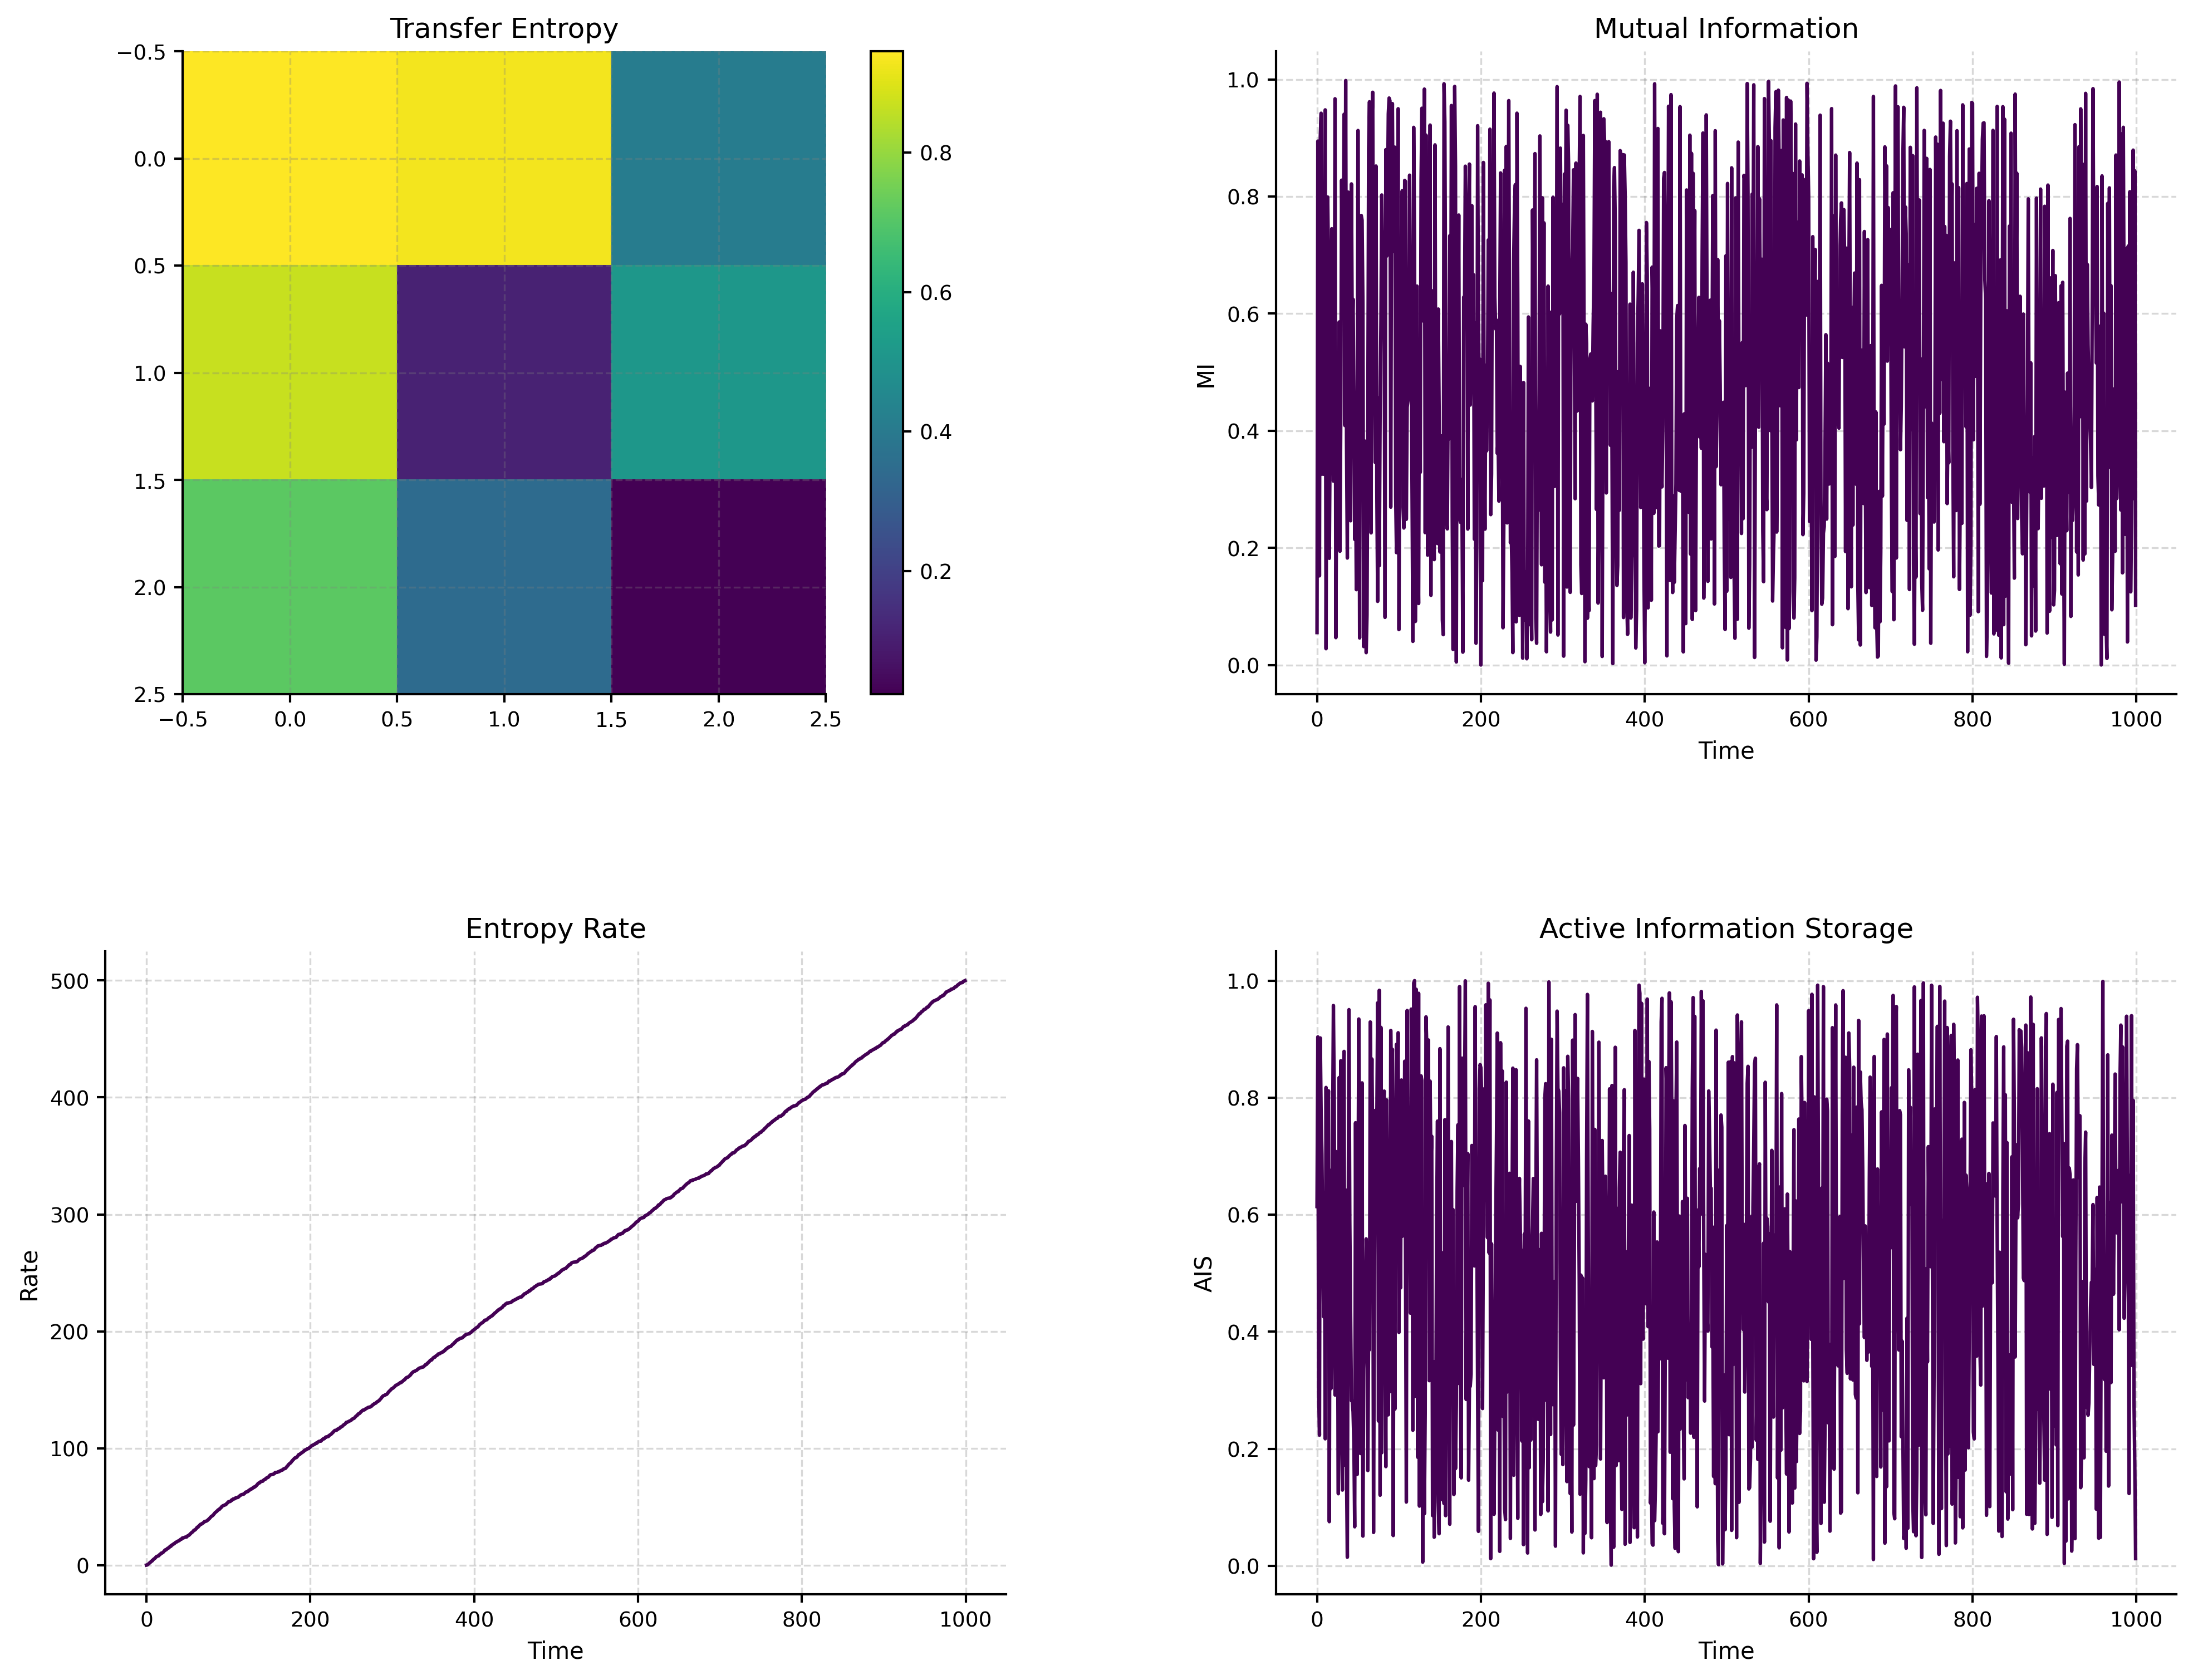 Transfer Entropy
−0.5
0.0
0.5
1.0
1.5
2.0
2.5
−0.5 0.0 0.5 1.0 1.5 2.0 2.5
0.8
0.6
0.4
0.2
Mutual Information
1.0
0.8
0.6
0.4
0.2
0.0
MI
0 200 400 600 800 1000
Time
Entropy Rate
500
400
300
200
100
0
Rate
0 200 400 600 800 1000
Time
Active Information Storage
1.0
0.8
0.6
0.4
0.2
0.0
AIS
0 200 400 600 800 1000
Time